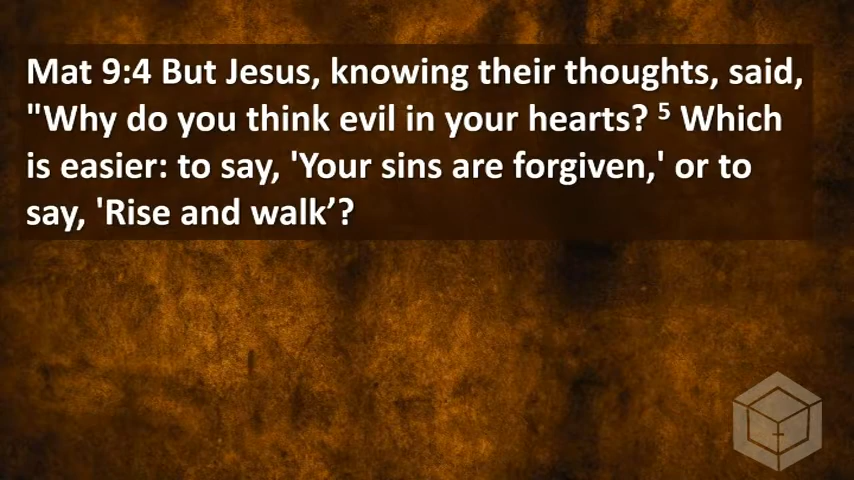 Mat 9:4 But Jesus, knowing their thoughts, said,
"Why do you think evil in your hearts? ⁵ Which
is easier: to say, 'Your sins are forgiven,' or to
say, 'Rise and walk’?